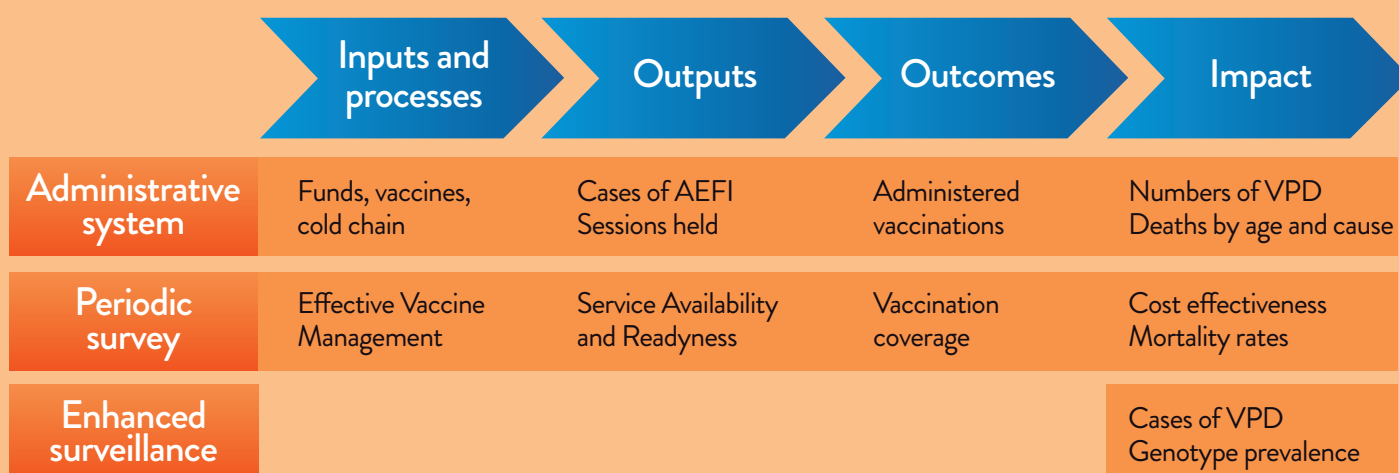 Inputs and
processes
Outputs
Outcomes
Impact
Administrative
system
Funds, vaccines,
cold chain
Cases of AEFI
Sessions held
Administered
vaccinations
Numbers of VPD
Deaths by age and cause
Periodic
survey
Effective Vaccine
Management
Service Availability
and Readyness
Vaccination
coverage
Cost effectiveness
Mortality rates
Enhanced
surveillance
Cases of VPD
Genotype prevalence